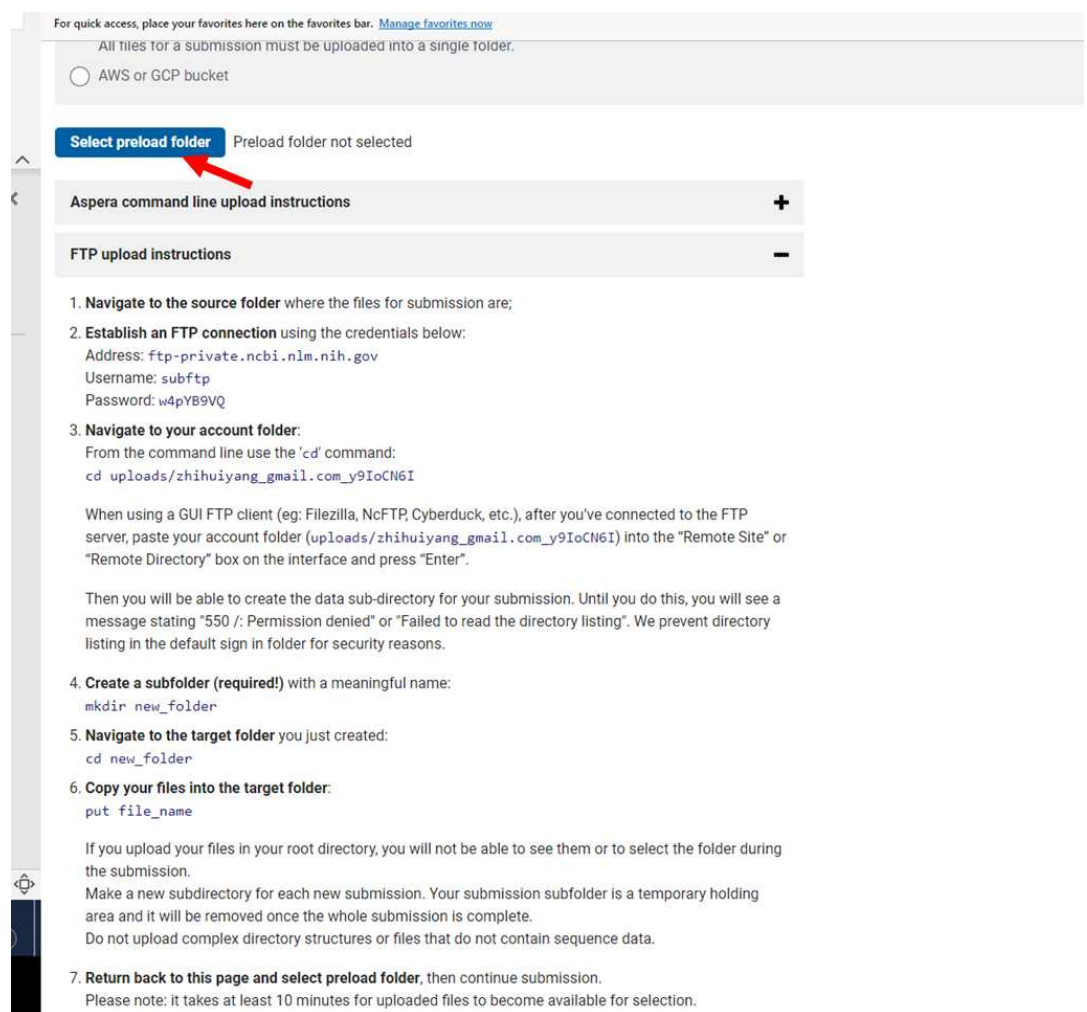 For quick access, place your favorites here on the favorites bar. Manage favorites now
All files for a submission must be uploaded into a single folder.
AWS or GCP bucket
Select preload folder Preload folder not selected
Aspera command line upload instructions
FTP upload instructions
1. Navigate to the source folder where the files for submission are;
2. Establish an FTP connection using the credentials below:
Address: ftp-private.ncbi.nlm.nih.gov
Username: subftp
Password: w4pYB9VQ
3. Navigate to your account folder:
From the command line use the 'cd' command:
cd uploads/zhihuiyang_gmail.com_y9IoCN6I
When using a GUI FTP client (eg: Filezilla, NcFTP, Cyberduck, etc.), after you've connected to the FTP
server, paste your account folder (uploads/zhihuiyang_gmail.com_y9IoCN6I) into the “Remote Site” or
“Remote Directory” box on the interface and press “Enter”.
Then you will be able to create the data sub-directory for your submission. Until you do this, you will see a
message stating "550 /: Permission denied" or "Failed to read the directory listing". We prevent directory
listing in the default sign in folder for security reasons.
4. Create a subfolder (required!) with a meaningful name:
mkdir new_folder
5. Navigate to the target folder you just created:
cd new_folder
6. Copy your files into the target folder:
put file_name
If you upload your files in your root directory, you will not be able to see them or to select the folder during
the submission.
Make a new subdirectory for each new submission. Your submission subfolder is a temporary holding
area and it will be removed once the whole submission is complete.
Do not upload complex directory structures or files that do not contain sequence data.
7. Return back to this page and select preload folder, then continue submission.
Please note: it takes at least 10 minutes for uploaded files to become available for selection.